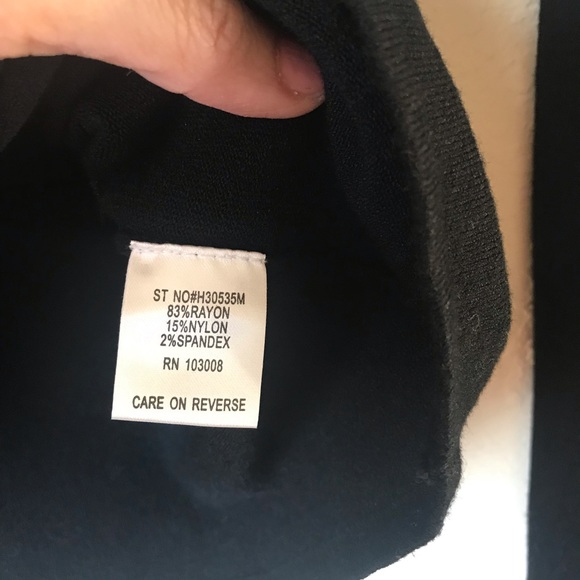 ST NO#H30535M
83%RAYON
15%NYLON
2%SPANDEX
RN 103008
CARE ON REVERSE